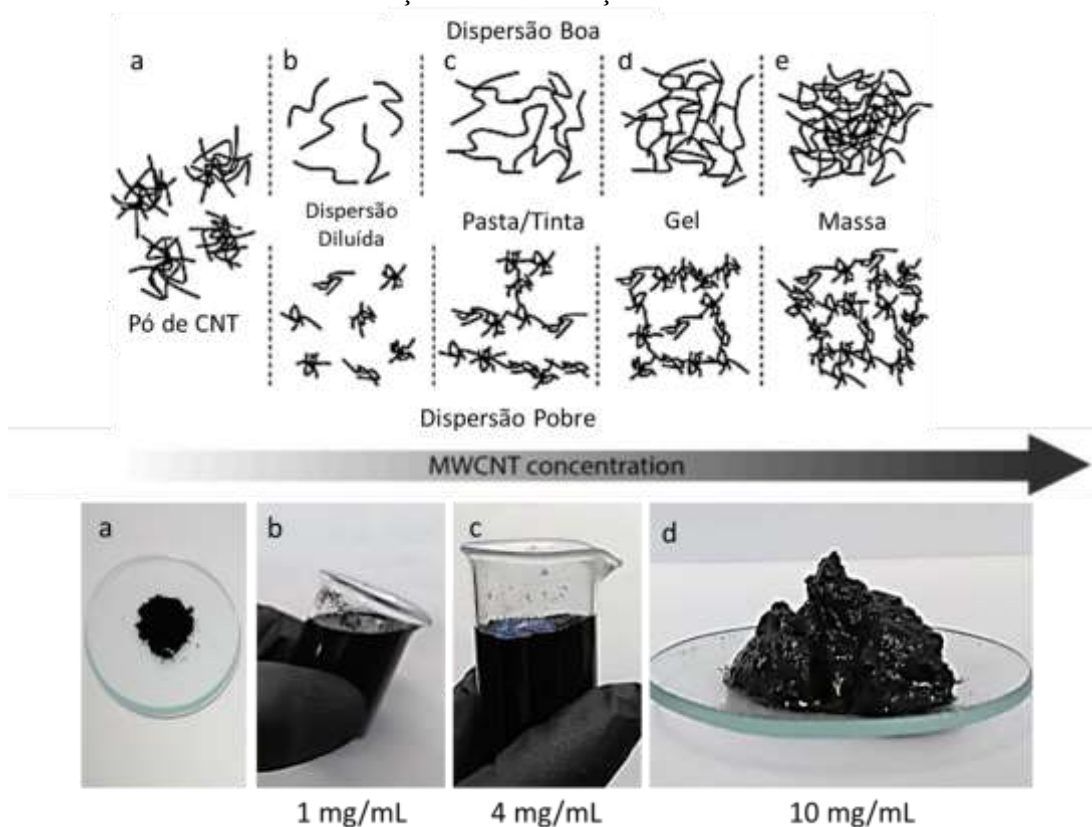 Dispersão Boa
a b c d e
Dispersão
Diluída
Pasta/Tinta
Gel
Massa
Pó de CNT
Dispersão Pobre
MWCNT concentration
a b c d
1 mg/mL 4 mg/mL 10 mg/mL